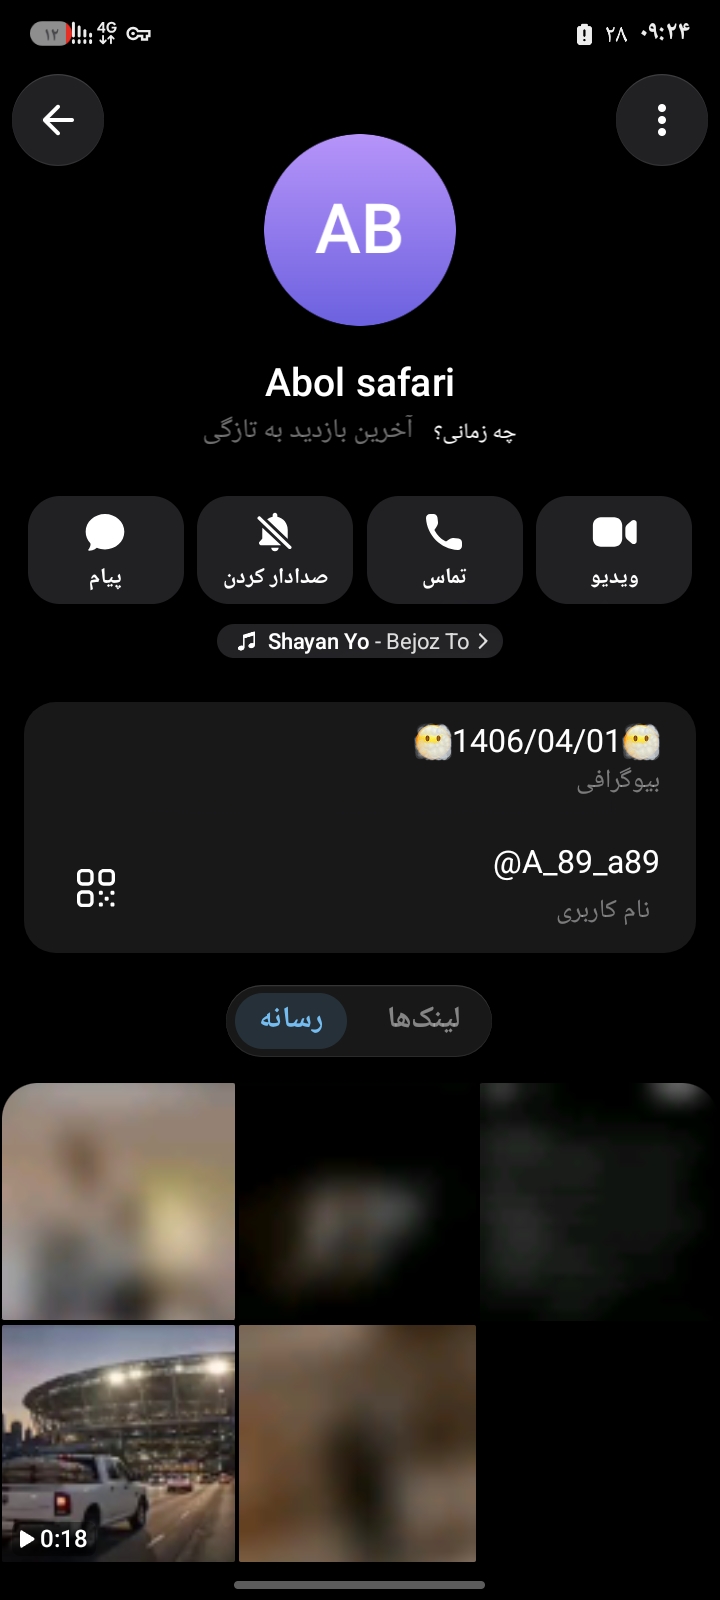 ۱۲ 4G ۲۸ ۰۹:۲۴
AB
Abol safari
آخرین بازدید به تازگی چه زمانی؟
پیام
صدادار کردن
تماس
ویدیو
Shayan Yo - Bejoz To
😶1406/04/01😶
بیوگرافی
@A_89_a89
نام کاربری
لینک‌ها
رسانه
0:18